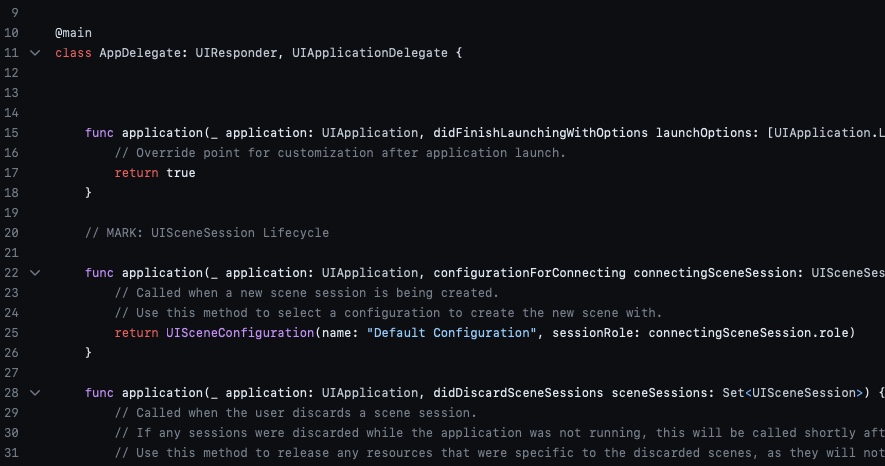 9
10 @main
11 class AppDelegate: UIResponder, UIApplicationDelegate {
12
13
14
15 func application(_ application: UIApplication, didFinishLaunchingWithOptions launchOptions: [UIApplication.L
16 // Override point for customization after application launch.
17 return true
18 }
19
20 // MARK: UISceneSession Lifecycle
21
22 func application(_ application: UIApplication, configurationForConnecting connectingSceneSession: UISceneSes
23 // Called when a new scene session is being created.
24 // Use this method to select a configuration to create the new scene with.
25 return UISceneConfiguration(name: "Default Configuration", sessionRole: connectingSceneSession.role)
26 }
27
28 func application(_ application: UIApplication, didDiscardSceneSessions sceneSessions: Set<UISceneSession>) {
29 // Called when the user discards a scene session.
30 // If any sessions were discarded while the application was not running, this will be called shortly aft
31 // Use this method to release any resources that were specific to the discarded scenes, as they will not